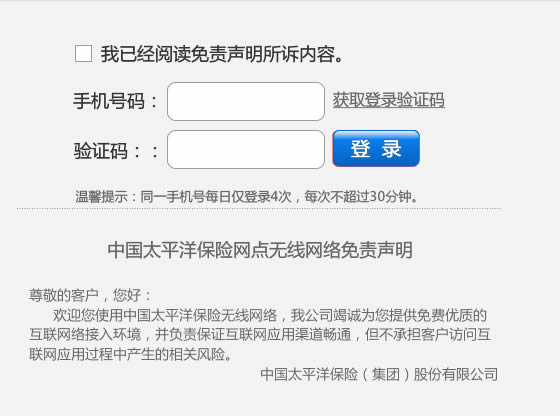 我已经阅读免责声明所诉内容。
手机号码： 获取登录验证码
验证码：： 登 录
温馨提示：同一手机号每日仅登录4次，每次不超过30分钟。
中国太平洋保险网点无线网络免责声明
尊敬的客户，您好：
欢迎您使用中国太平洋保险无线网络，我公司竭诚为您提供免费优质的
互联网络接入环境，并负责保证互联网应用渠道畅通，但不承担客户访问互
联网应用过程中产生的相关风险。
中国太平洋保险（集团）股份有限公司